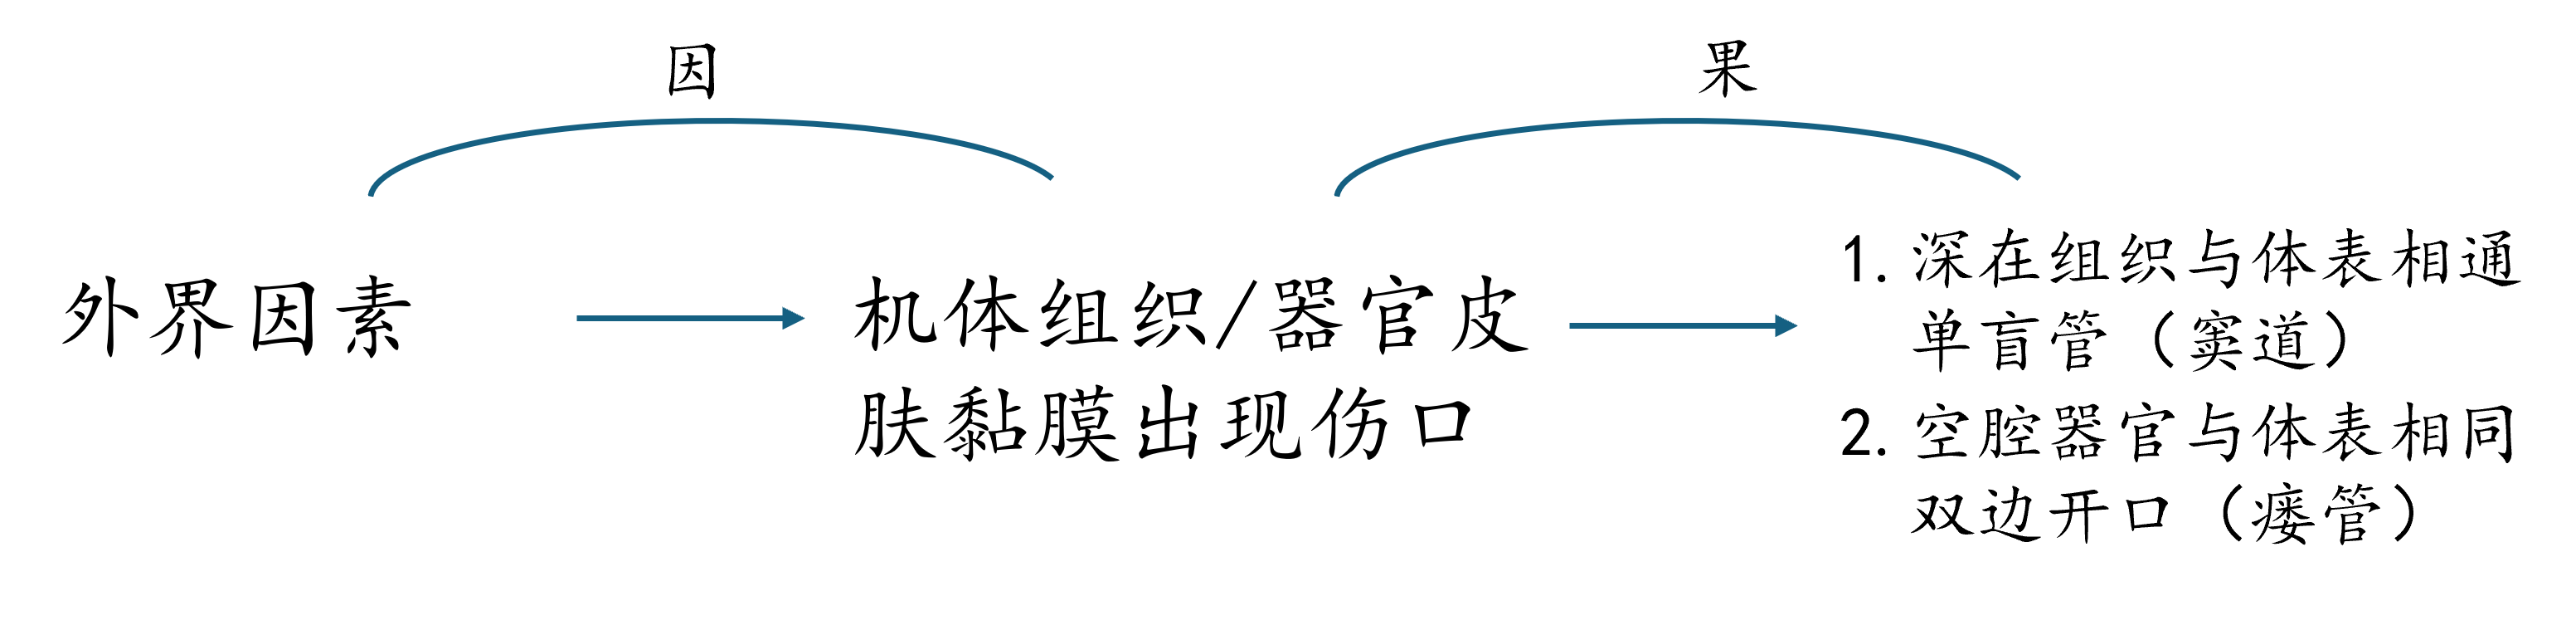 因
果
外界因素
机体组织/器官皮
肤黏膜出现伤口
1. 深在组织与体表相通
单盲管（窦道）
2. 空腔器官与体表相同
双边开口（瘘管）